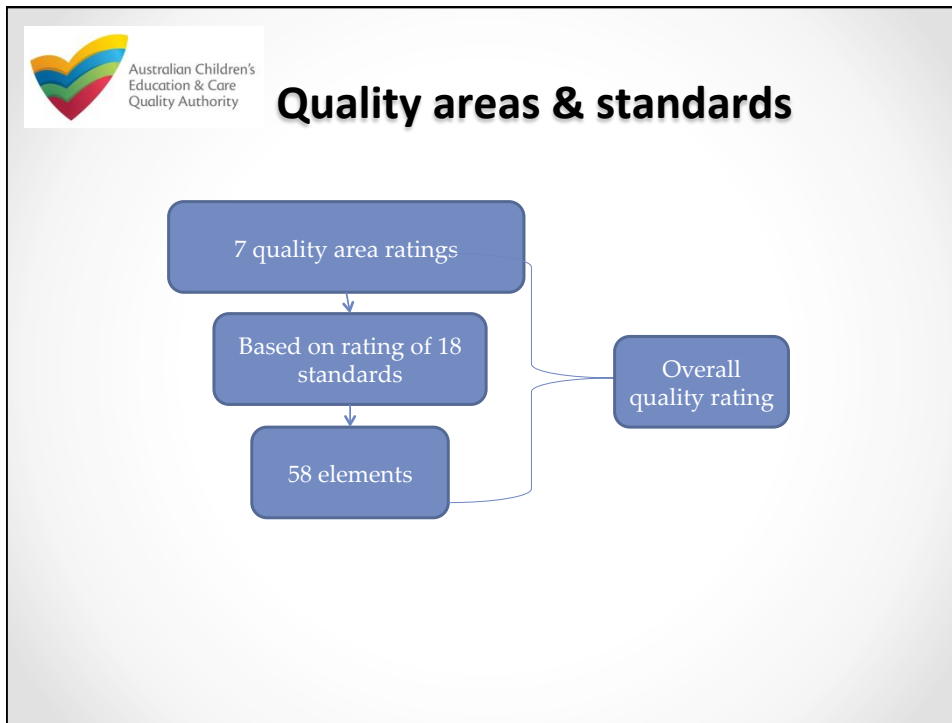 Australian Children's
Education & Care
Quality Authority
Quality areas & standards
7 quality area ratings
Based on rating of 18
standards
58 elements
Overall
quality rating